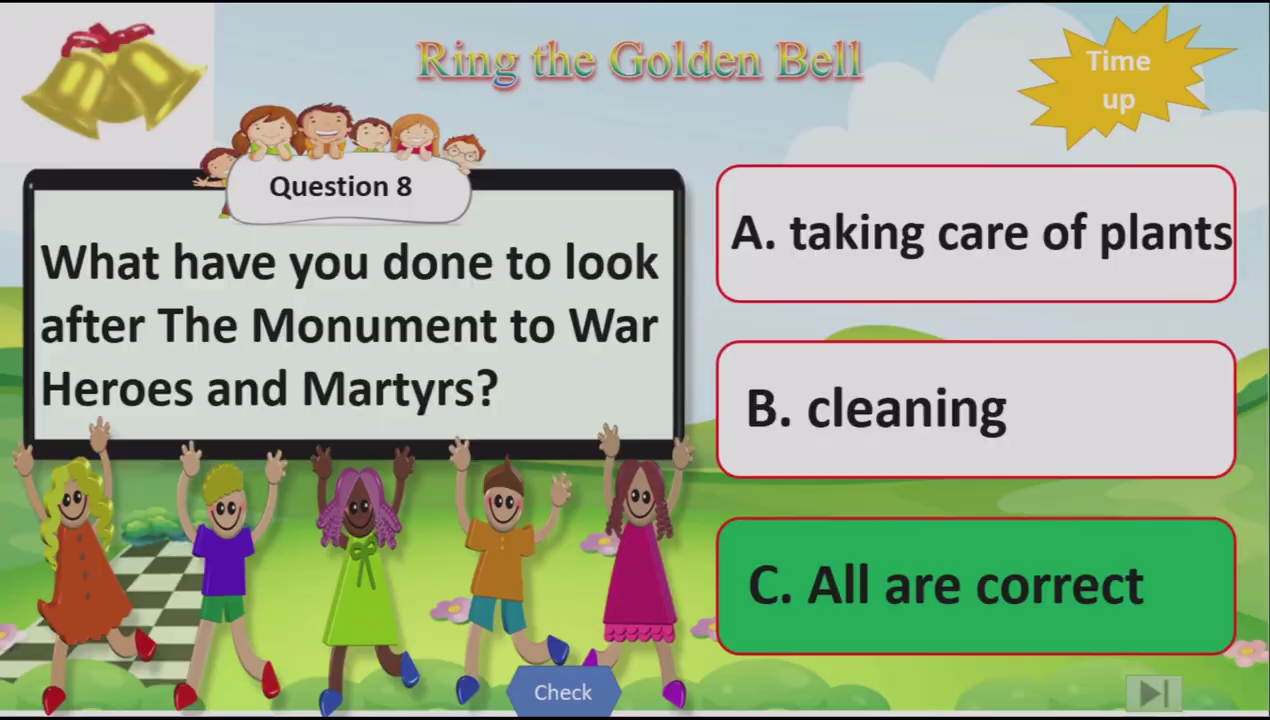 Ring the Golden Bell
Time
up
Question 8
What have you done to look
after The Monument to War
Heroes and Martyrs?
A. taking care of plants
B. cleaning
C. All are correct
Check